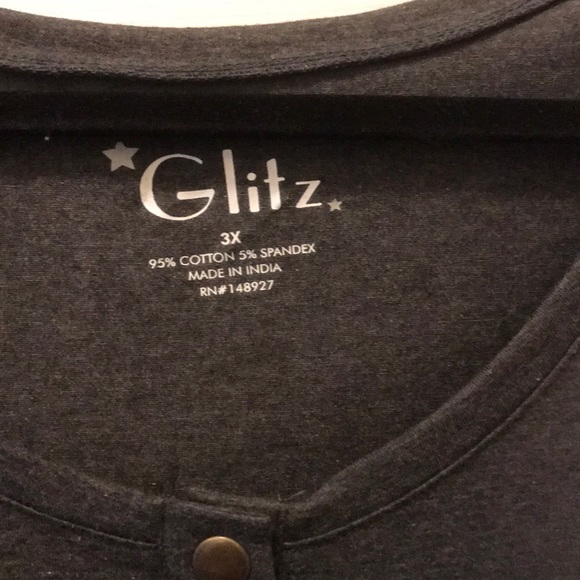 Glitz
3X
95% COTTON 5% SPANDEX
MADE IN INDIA
RN#148927